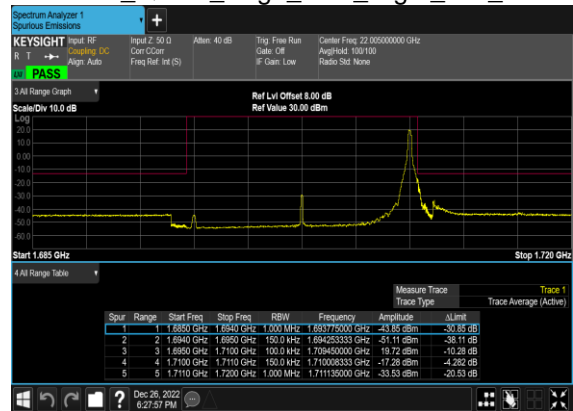 Spectrum Analyzer 1
Spurious Emissions
KEYSIGHT Input: RF Input Z: 50 Ω Atten: 40 dB Trig: Free Run Center Freq: 22.005000000 GHz
R T Coupling: DC Corr CCorr Gate: Off Avg|Hold: 100/100
Align: Auto Freq Ref: Int (S) IF Gain: Low Radio Std: None
PASS
3 All Range Graph Ref Lvl Offset 8.00 dB
Scale/Div 10.0 dB Ref Value 30.00 dBm
Log
20.0
10.0
0.00
-10.0
-20.0
-30.0
-40.0
-50.0
-60.0
Start 1.685 GHz Stop 1.720 GHz
4 All Range Table
Measure Trace Trace 1
Trace Type Trace Average (Active)
Spur Range Start Freq Stop Freq RBW Frequency Amplitude ΔLimit
1 1 1.6850 GHz 1.6940 GHz 1.000 MHz 1.693775000 GHz -43.85 dBm -30.85 dB
2 2 1.6940 GHz 1.6950 GHz 150.0 kHz 1.694253333 GHz -51.11 dBm -38.11 dB
3 3 1.6950 GHz 1.7100 GHz 100.0 kHz 1.709450000 GHz 19.72 dBm -10.28 dB
4 4 1.7100 GHz 1.7110 GHz 150.0 kHz 1.710008333 GHz -17.28 dBm -4.282 dB
5 5 1.7110 GHz 1.7200 GHz 1.000 MHz 1.711135000 GHz -33.53 dBm -20.53 dB
Dec 26, 2022
6:27:57 PM